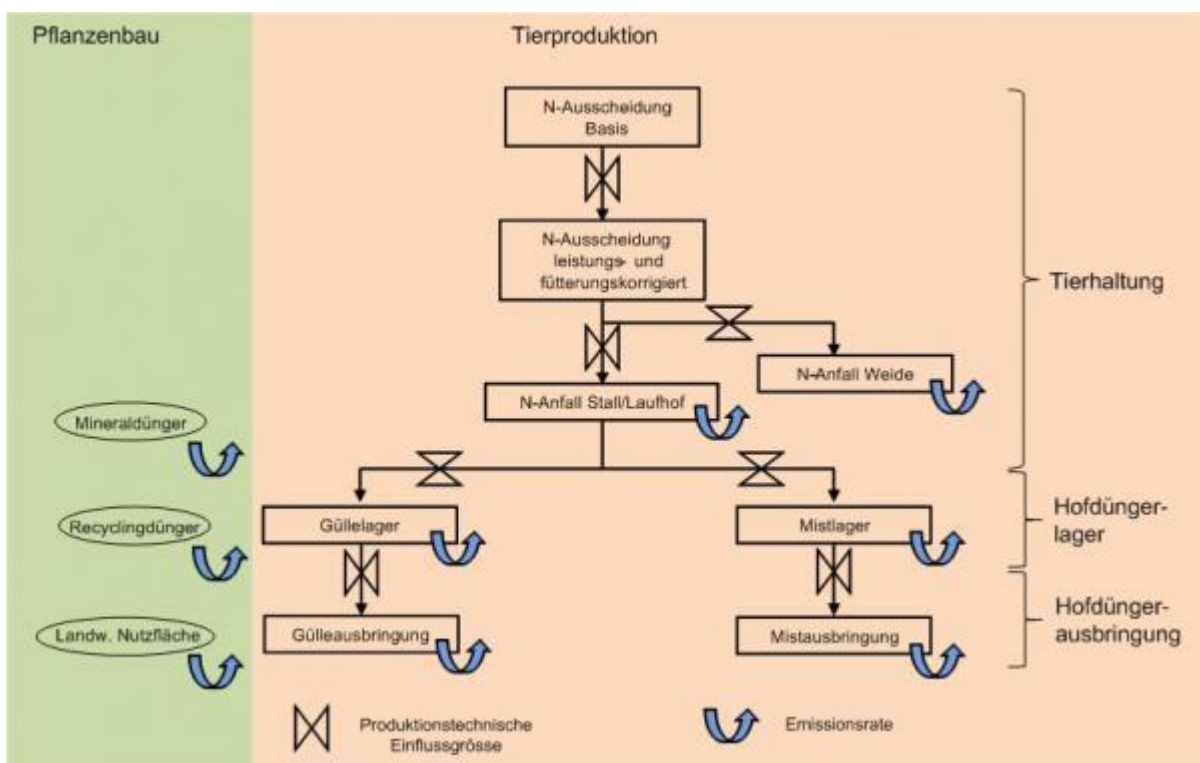 Pflanzenbau
Tierproduktion
N-Ausscheidung
Basis
N-Ausscheidung
leistungs- und
fütterungskorrigiert
Tierhaltung
N-Anfall Weide
N-Anfall Stall/Laufhof
Mineraldünger
Recyclingdünger
Güllelager
Mistlager
Hofdünger-
lager
Landw. Nutzfläche
Gülleausbringung
Mistausbringung
Hofdünger-
ausbringung
Produktionstechnische
Einflussgrösse
Emissionsrate